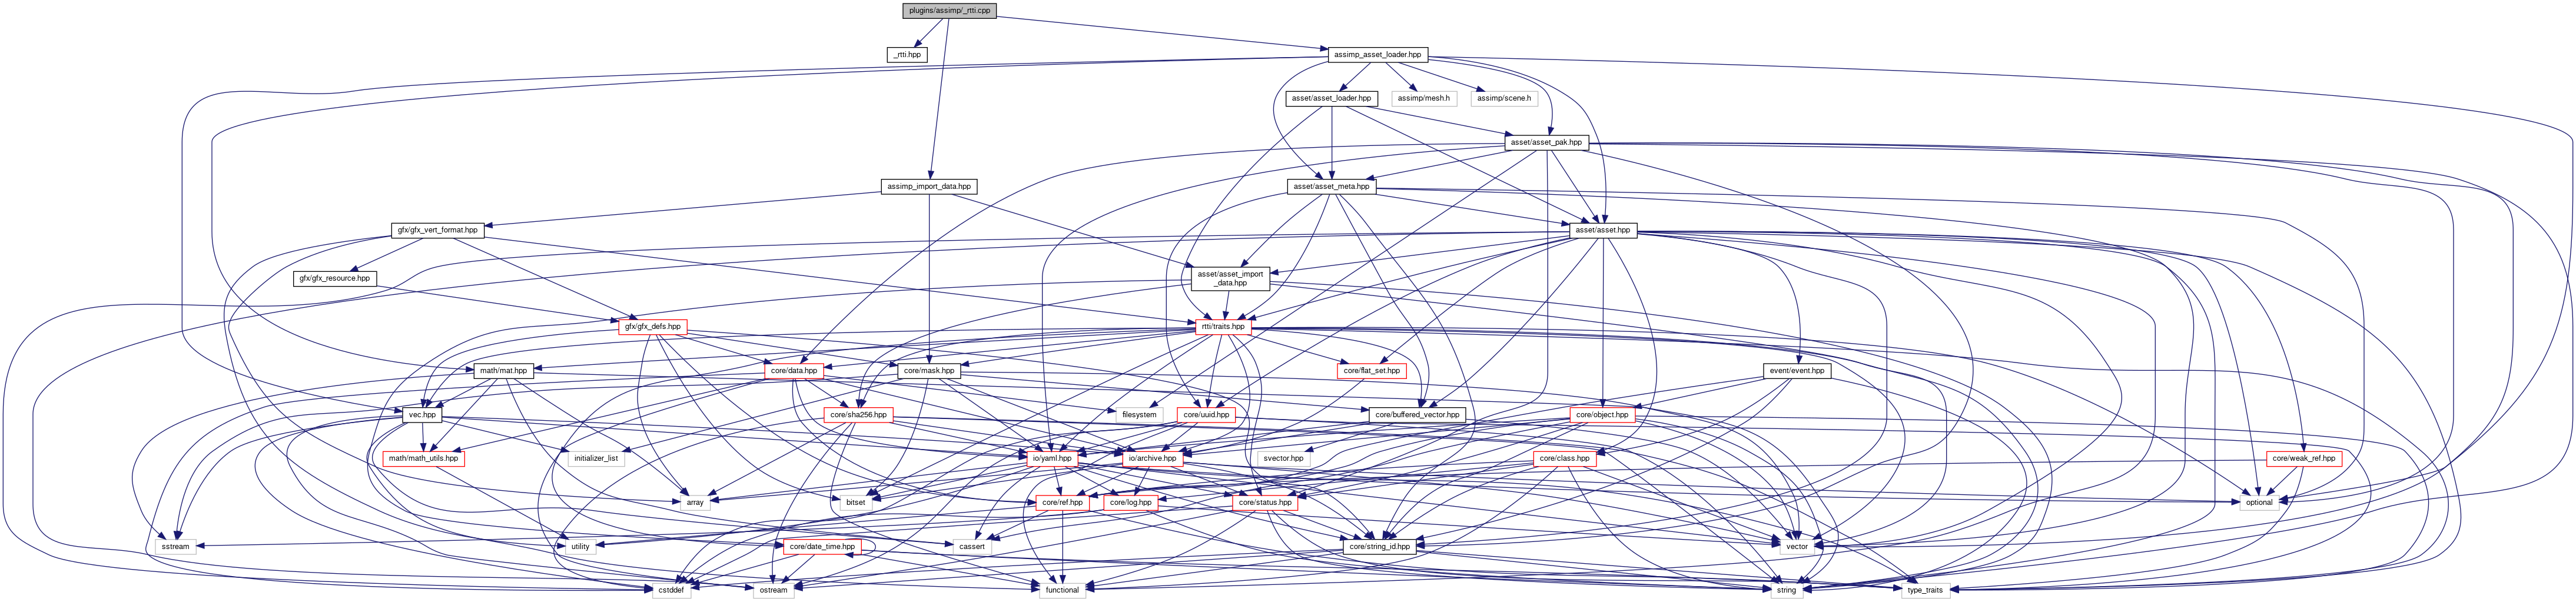 plugins/assimp/_rtti.cpp
_rtti.hpp
assimp_asset_loader.hpp
asset/asset_loader.hpp
assimp/mesh.h
assimp/scene.h
asset/asset_pak.hpp
assimp_import_data.hpp
asset/asset_meta.hpp
gfx/gfx_vert_format.hpp
asset/asset.hpp
gfx/gfx_resource.hpp
asset/asset_import
_data.hpp
gfx/gfx_defs.hpp
rtti/traits.hpp
math/mat.hpp
core/data.hpp
core/mask.hpp
core/flat_set.hpp
event/event.hpp
vec.hpp
core/sha256.hpp
filesystem
core/uuid.hpp
core/buffered_vector.hpp
core/object.hpp
math/math_utils.hpp
initializer_list
io/yaml.hpp
io/archive.hpp
svector.hpp
core/class.hpp
core/weak_ref.hpp
array
bitset
core/ref.hpp
core/log.hpp
core/status.hpp
optional
sstream
utility
core/date_time.hpp
cassert
core/string_id.hpp
vector
cstddef
ostream
functional
string
type_traits